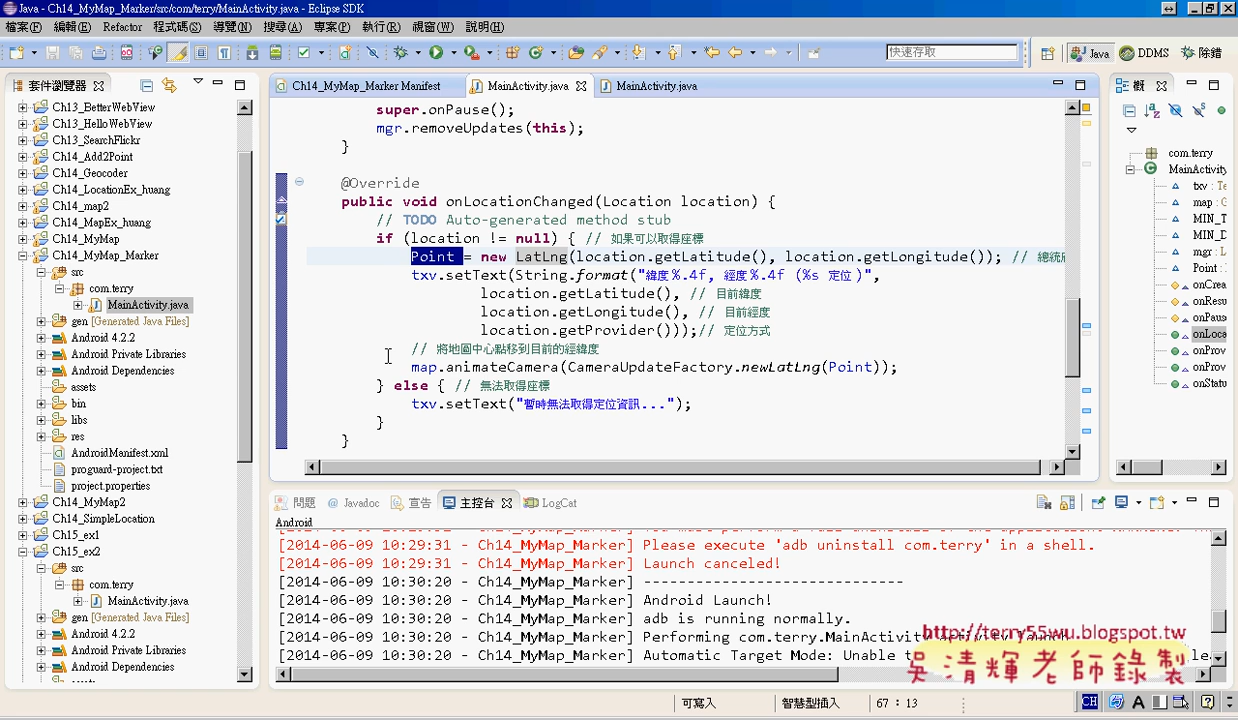 Java - Ch14_MyMap_Marker/src/com/terry/MainActivity.java - Eclipse SDK
檔案(F) 編輯(E) Refactor 程式碼(S) 導覽(N) 搜尋(A) 專案(P) 執行(R) 視窗(W) 說明(H)
快速存取
Java DDMS 除錯
套件瀏覽器
Ch14_MyMap_Marker Manifest MainActivity.java MainActivity.java
Ch13_BetterWebView
Ch13_HelloWebView
Ch13_SearchFlickr
Ch14_Add2Point
Ch14_Geocoder
Ch14_LocationEx_huang
Ch14_map2
Ch14_MapEx_huang
Ch14_MyMap
Ch14_MyMap_Marker
src
com.terry
MainActivity.java
gen [Generated Java Files]
Android 4.2.2
Android Private Libraries
Android Dependencies
assets
bin
libs
res
AndroidManifest.xml
proguard-project.txt
project.properties
Ch14_MyMap2
Ch14_SimpleLocation
Ch15_ex1
Ch15_ex2
src
com.terry
MainActivity.java
gen [Generated Java Files]
Android 4.2.2
Android Private Libraries
Android Dependencies
super.onPause();
mgr.removeUpdates(this);
}
@Override
public void onLocationChanged(Location location) {
// TODO Auto-generated method stub
if (location != null) { // 如果可以取得座標
Point = new LatLng(location.getLatitude(), location.getLongitude()); // 總統
txv.setText(String.format("緯度%.4f, 經度%.4f (%s 定位)",
location.getLatitude(), // 目前緯度
location.getLongitude(), // 目前經度
location.getProvider()));// 定位方式
// 將地圖中心點移到目前的經緯度
map.animateCamera(CameraUpdateFactory.newLatLng(Point));
} else { // 無法取得座標
txv.setText("暫時無法取得定位資訊...");
}
}
概
com.terry
MainActivity
txv : Te
map : G
MIN_T
MIN_D
mgr : L
Point :
onCrea
onResu
onPaus
onLoca
onProv
onProv
onStatu
問題 Javadoc 宣告 主控台 LogCat
Android
[2014-06-09 10:29:31 - Ch14_MyMap_Marker] Please execute 'adb uninstall com.terry' in a shell.
[2014-06-09 10:29:31 - Ch14_MyMap_Marker] Launch canceled!
[2014-06-09 10:30:20 - Ch14_MyMap_Marker] ------------------------------
[2014-06-09 10:30:20 - Ch14_MyMap_Marker] Android Launch!
[2014-06-09 10:30:20 - Ch14_MyMap_Marker] adb is running normally.
[2014-06-09 10:30:20 - Ch14_MyMap_Marker] Performing com.terry.MainActivity
[2014-06-09 10:30:20 - Ch14_MyMap_Marker] Automatic Target Mode: Unable
http://terry55wu.blogspot.tw
吳清輝老師錄製
可寫入 智慧型插入 67 : 13
CH A